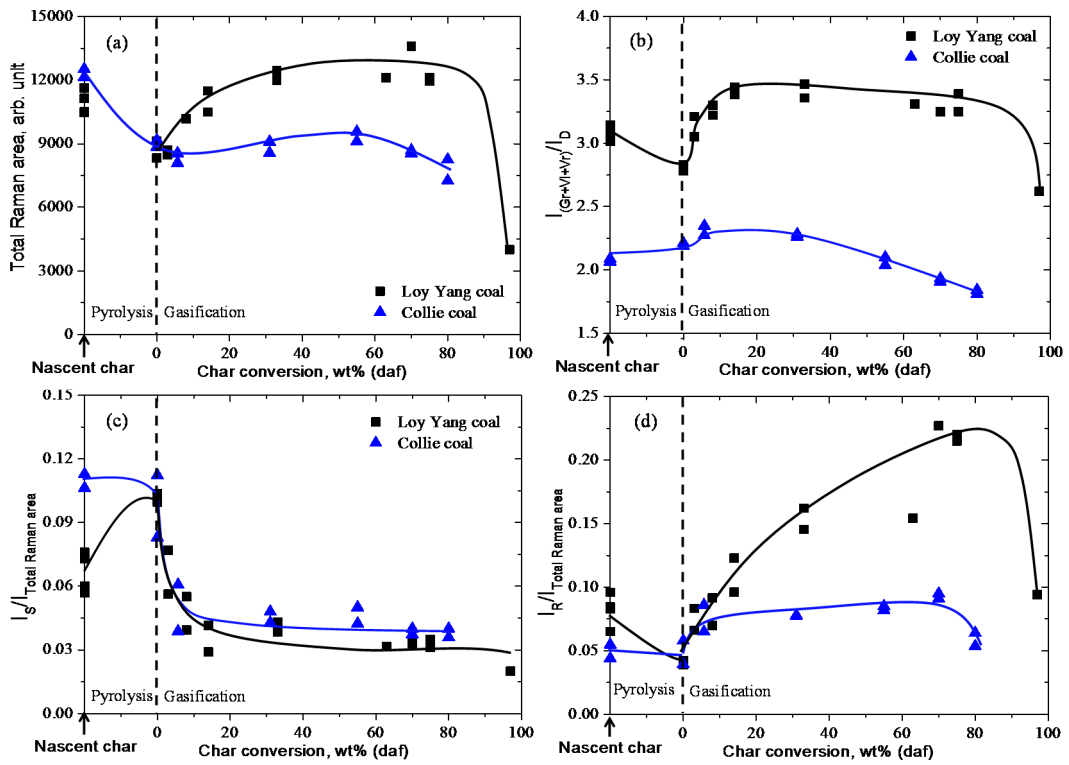 (a)
Loy Yang coal
Collie coal
Pyrolysis
Gasification
Total Raman area, arb. unit
15000
12000
9000
6000
3000
0
0 20 40 60 80 100
Nascent char
Char conversion, wt% (daf)
(b)
Loy Yang coal
Collie coal
Pyrolysis
Gasification
I(Gr+Vl+Vr)/ID
4.0
3.5
3.0
2.5
2.0
1.5
0 20 40 60 80 100
Nascent char
Char conversion, wt% (daf)
(c)
Loy Yang coal
Collie coal
Pyrolysis
Gasification
IS/ITotal Raman area
0.15
0.12
0.09
0.06
0.03
0.00
0 20 40 60 80 100
Nascent char
Char conversion, wt% (daf)
(d)
Pyrolysis
Gasification
IR/ITotal Raman area
0.25
0.20
0.15
0.10
0.05
0.00
0 20 40 60 80 100
Nascent char
Char conversion, wt% (daf)